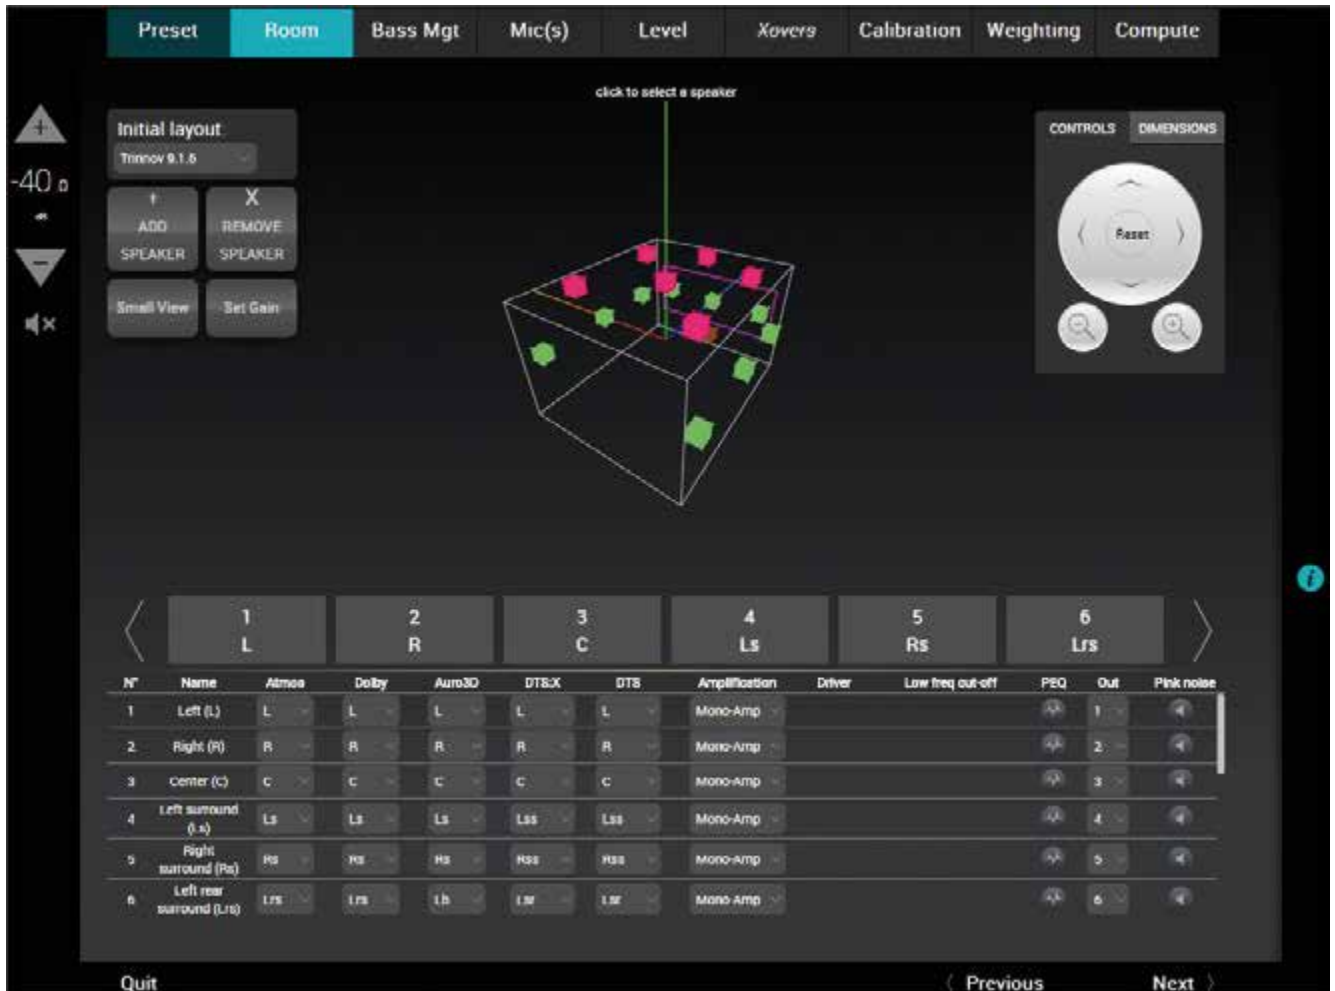 Preset Room Bass Mgt Mic(s) Level Xovers Calibration Weighting Compute
click to select a speaker
Initial layout
Trinnov 9.1.6
CONTROLS DIMENSIONS
+
-40.0
dB
-
+ ADD SPEAKER
X REMOVE SPEAKER
Small View Set Gain
Reset
1 2 3 4 5 6
L R C Ls Rs Lrs
N° Name Atmos Dolby Auro3D DTS:X DTS Amplification Driver Low freq cut-off PEQ Out Pink noise
1 Left (L) L L L L L Mono-Amp 1
2 Right (R) R R R R R Mono-Amp 2
3 Center (C) C C C C C Mono-Amp 3
4 Left surround (Ls) Ls Ls Ls Lss Lss Mono-Amp 4
5 Right surround (Rs) Rs Rs Rs Rss Rss Mono-Amp 5
6 Left rear surround (Lrs) Lrs Lrs Lb Lsr Lsr Mono-Amp 6
i
Quit Previous Next